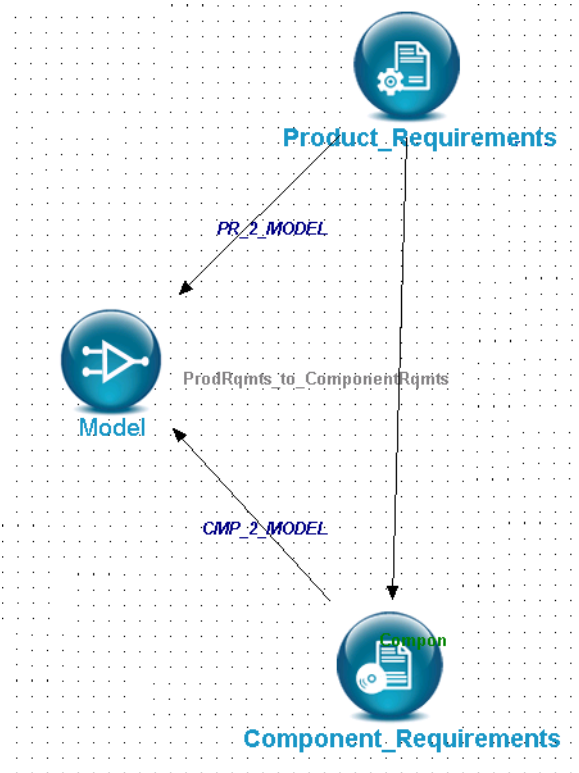 Product_Requirements
PR_2_MODEL
ProdRqmts_to_ComponentRqmts
Model
CMP_2_MODEL
Compon
Component_Requirements